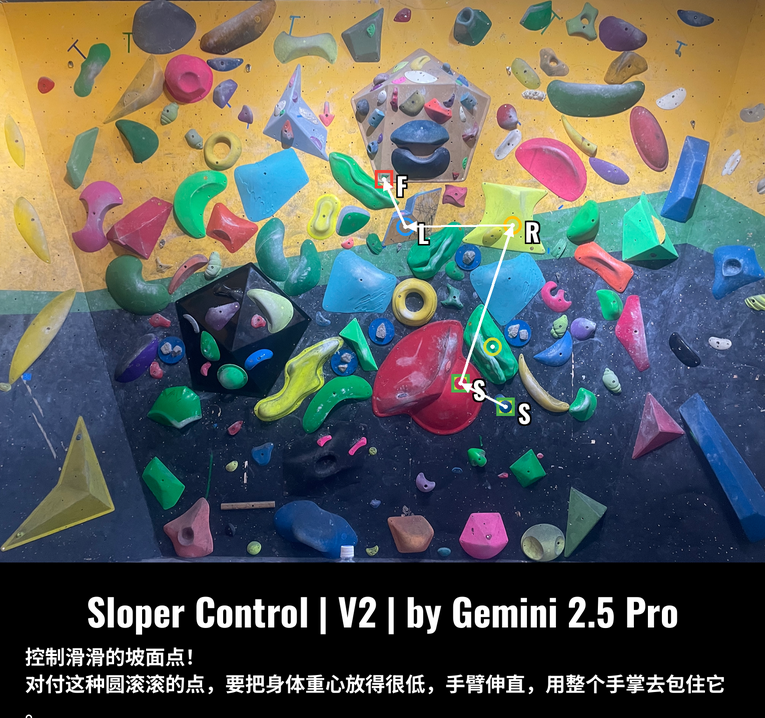 F
L
R
S
S
Sloper Control | V2 | by Gemini 2.5 Pro
控制滑滑的坡面点！
对付这种圆滚滚的点，要把身体重心放得很低，手臂伸直，用整个手掌去包住它
。